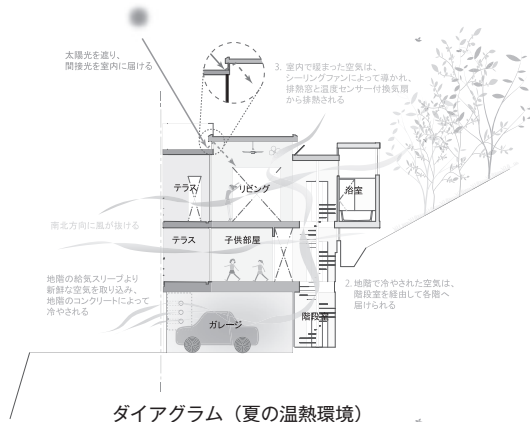 太陽光を遮り、
間接光を室内に届ける
3. 室内で暖まった空気は、
シーリングファンによって導かれ、
排熱窓と温度センサー付換気扇
から排熱される
テラス
リビング
浴室
南北方向に風が抜ける
テラス
子供部屋
地階の給気スリーブより
新鮮な空気を取り込み、
地階のコンクリートによって
冷やされる
2. 地階で冷やされた空気は、
階段室を経由して各階へ
届けられる
ガレージ
階段室
ダイアグラム（夏の温熱環境）